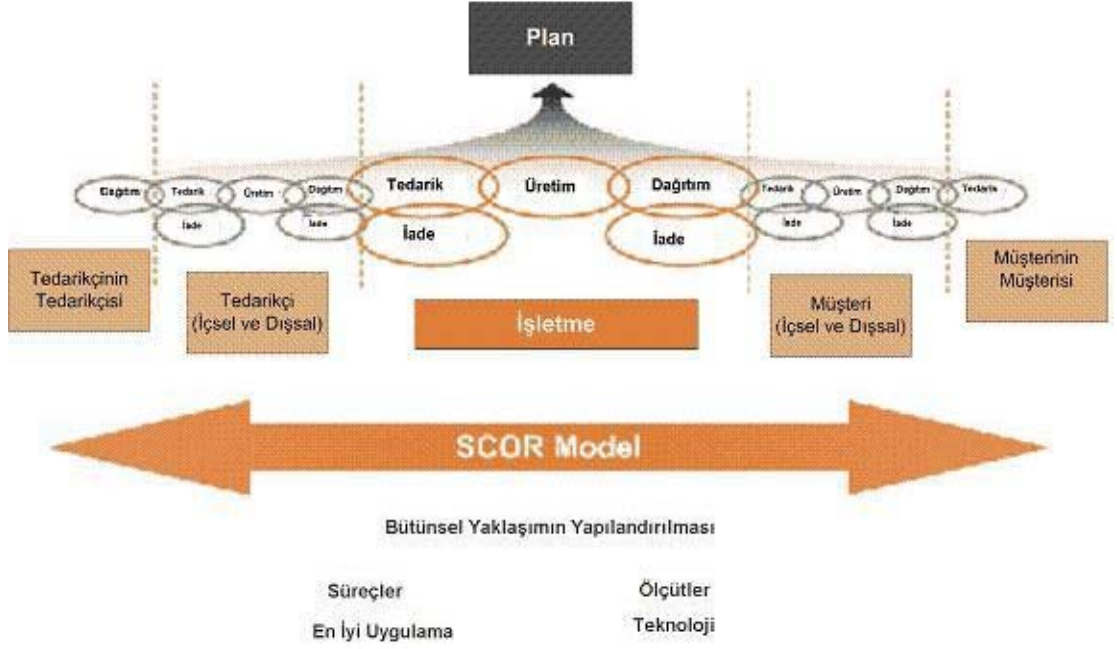 Plan
Dağıtım Tedarik Üretim Dağıtım Tedarik Üretim Dağıtım Tedarik Üretim Dağıtım Tedarik
İade İade İade İade İade İade
Tedarikçinin
Tedarikçisi
Tedarikçi
(İçsel ve Dışsal)
İşletme
Müşteri
(İçsel ve Dışsal)
Müşterinin
Müşterisi
SCOR Model
Bütünsel Yaklaşımın Yapılandırılması
Süreçler Ölçütler
En İyi Uygulama Teknoloji